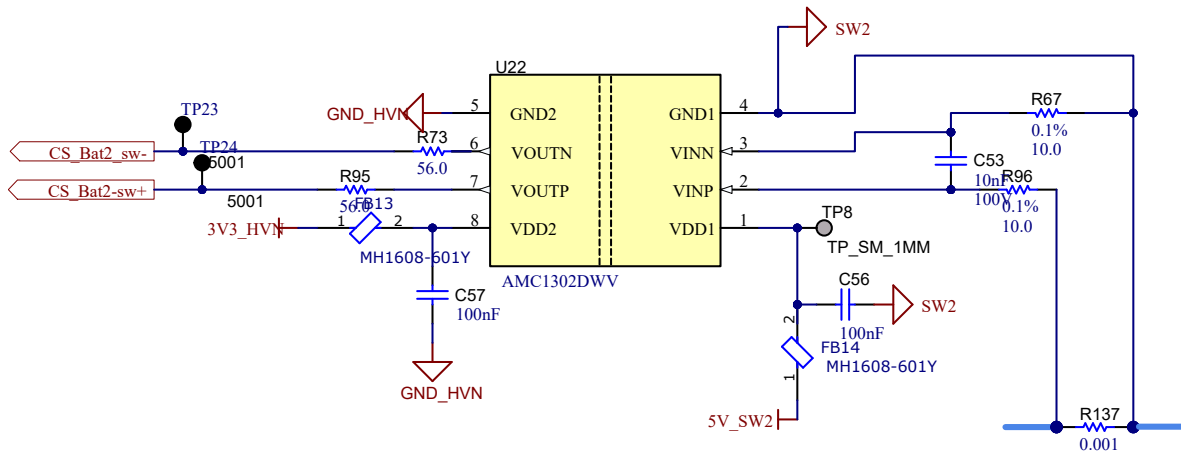 SW2
U22
TP23
GND_HVN
5
GND2
GND1
4
R67
0.1%
10.0
TP24
R73
6
VOUTN
VINN
3
CS_Bat2_sw-
5001
56.0
C53
10nF
100V
R95
7
VOUTP
VINP
2
R96
0.1%
10.0
CS_Bat2-sw+
5001
56.0
FB13
1
2
8
VDD2
VDD1
1
TP8
3V3_HVN
MH1608-601Y
TP_SM_1MM
AMC1302DWV
C57
100nF
C56
100nF
SW2
2
FB14
MH1608-601Y
1
GND_HVN
5V_SW2
R137
0.001